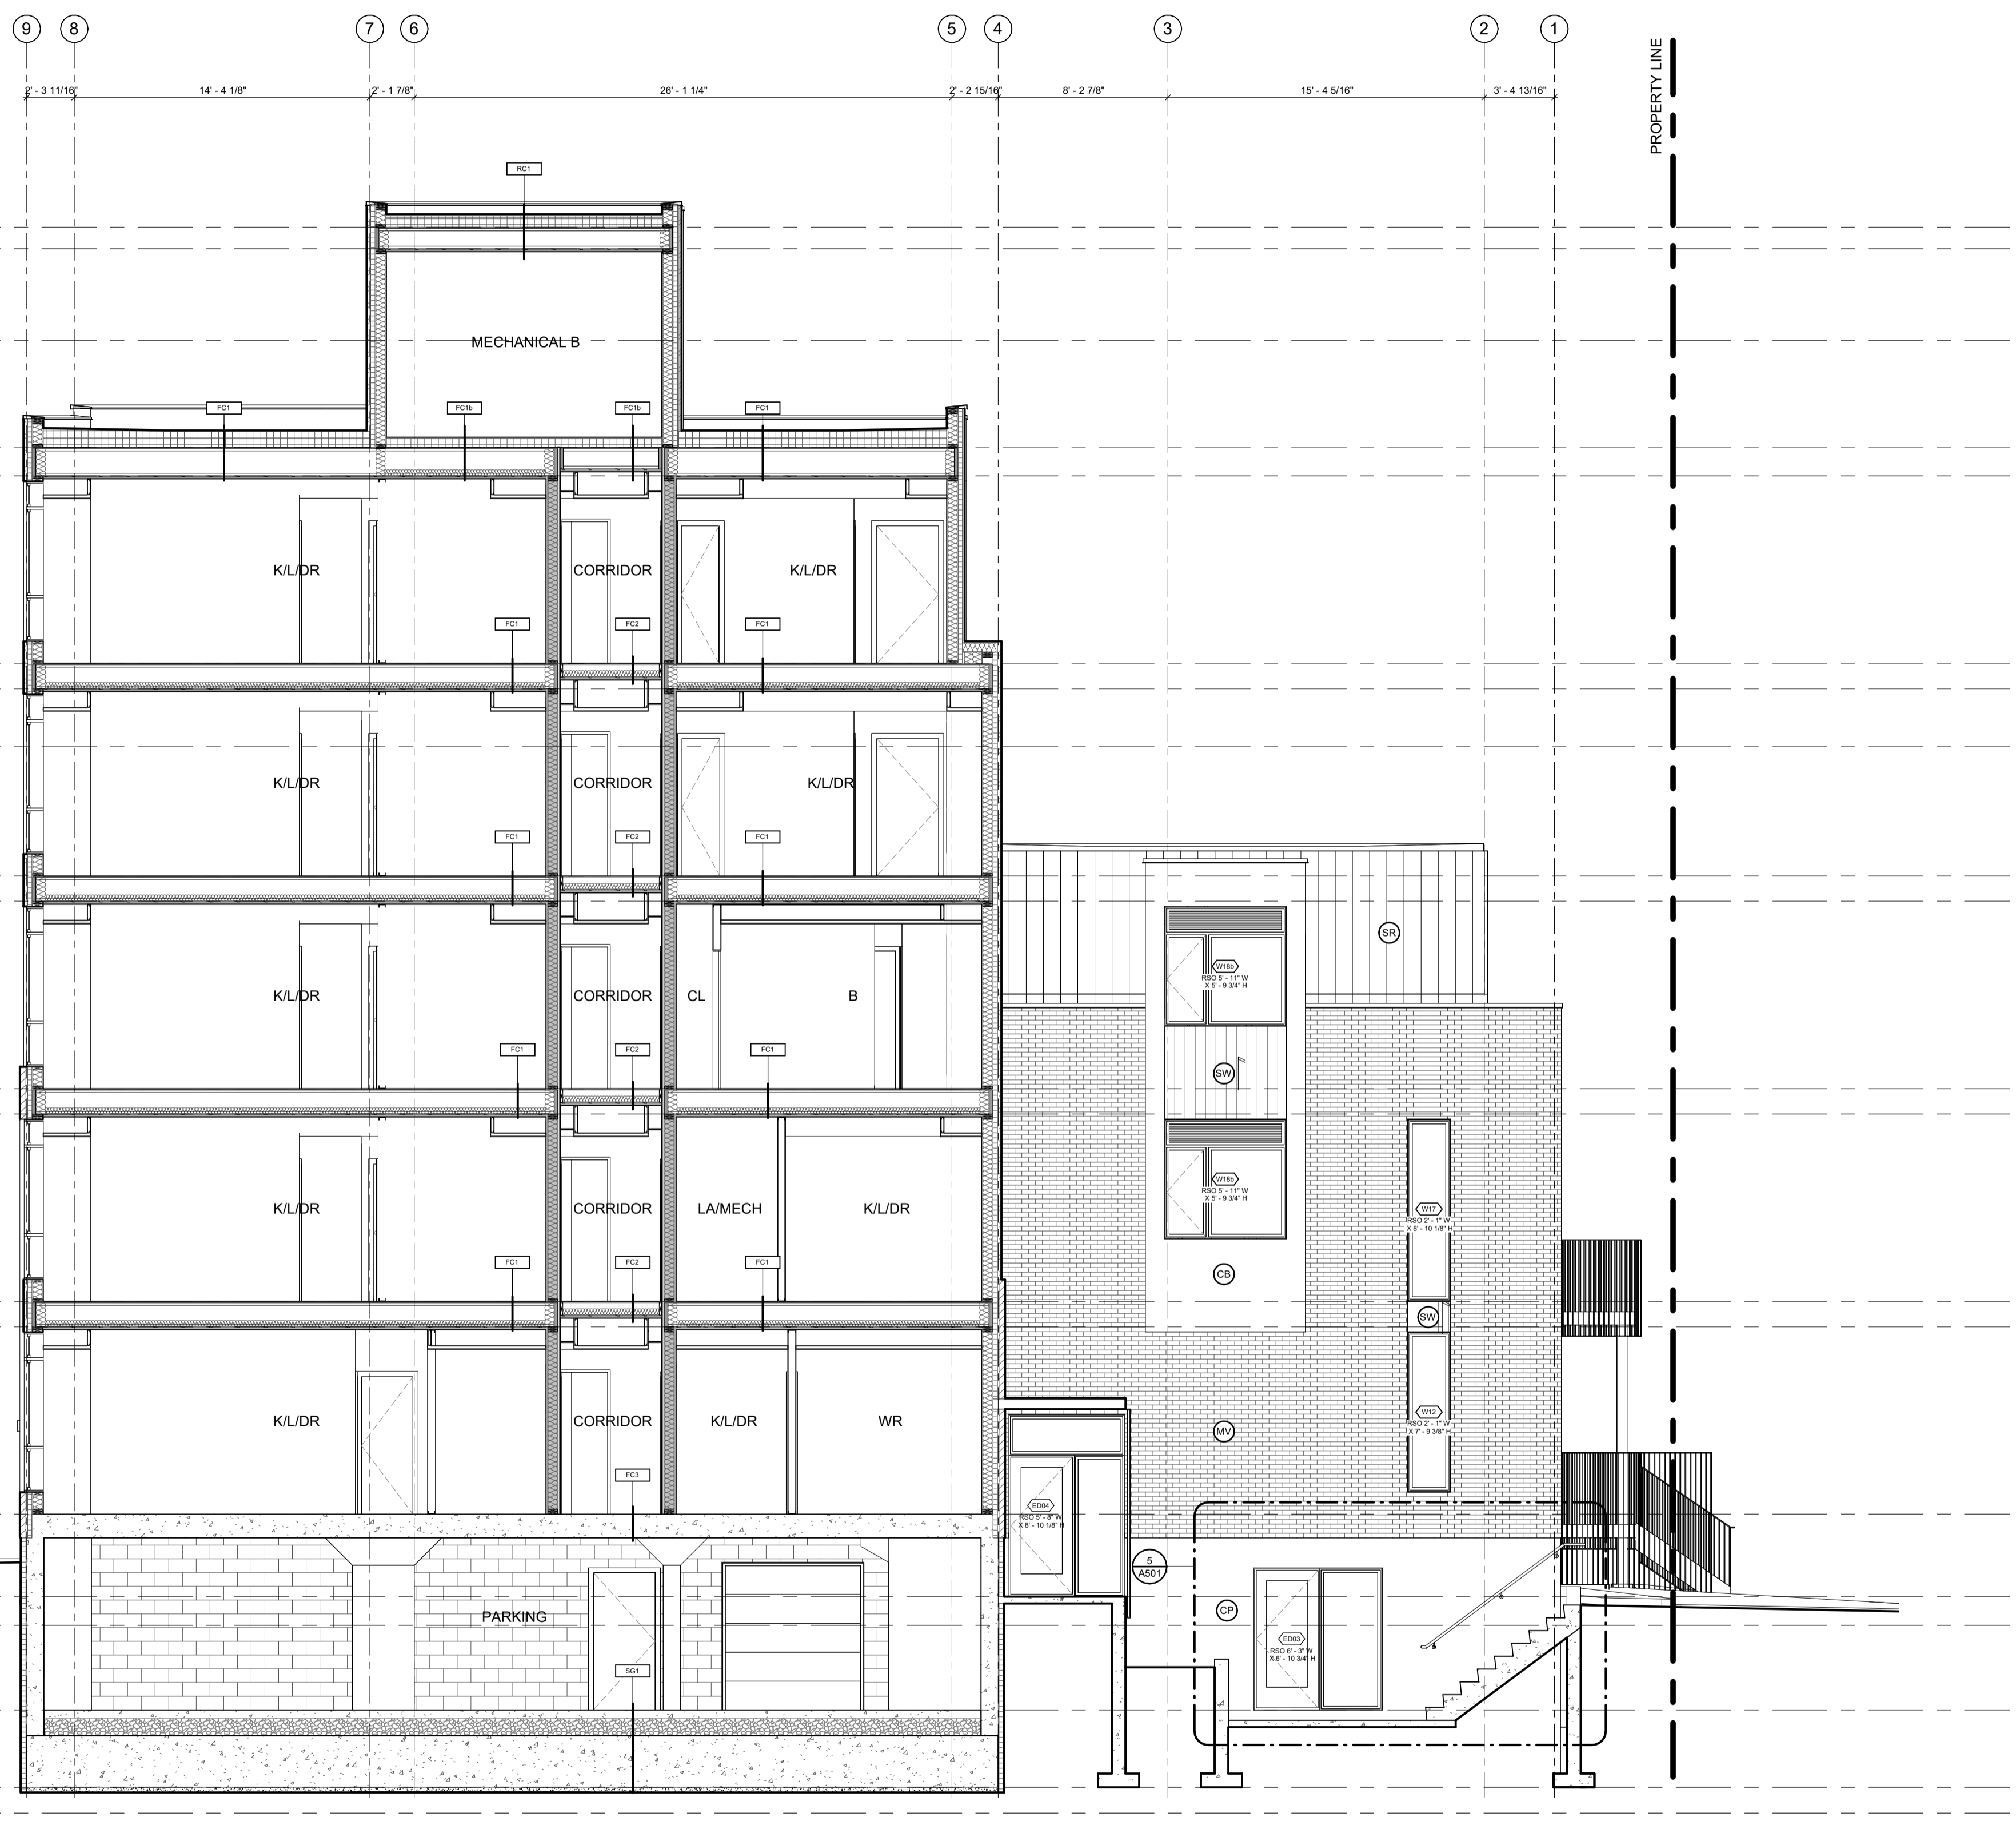 9 8 7 6 5 4 3 2 1
PROPERTY LINE
2' - 3 11/16" 14' - 4 1/8" 2' - 1 7/8" 26' - 1 1/4" 2' - 2 15/16" 8' - 2 7/8" 15' - 4 5/16" 3' - 4 13/16"
RC1
MECHANICAL B
FC1 FC1b FC1b FC1
K/L/DR CORRIDOR K/L/DR
FC1 FC2 FC1
K/L/DR CORRIDOR K/L/DR
FC1 FC2 FC1
SR
W18b
RSO 5' - 11" W
X 5' - 9 3/4" H
K/L/DR CORRIDOR CL B
FC1 FC2 FC1
SW
W18b
RSO 5' - 11" W
X 5' - 9 3/4" H
K/L/DR CORRIDOR LA/MECH K/L/DR
W17
RSO 2' - 1" W
X 8' - 10 1/8" H
FC1 FC2 FC1
CB
SW
K/L/DR CORRIDOR K/L/DR WR
MV
W12
RSO 2' - 1" W
X 7' - 9 3/8" H
FC3
ED04
RSO 5' - 8" W
X 8' - 10 1/8" H
5
A501
PARKING
CP
ED03
RSO 6' - 3" W
X 6' - 10 3/4" H
SG1